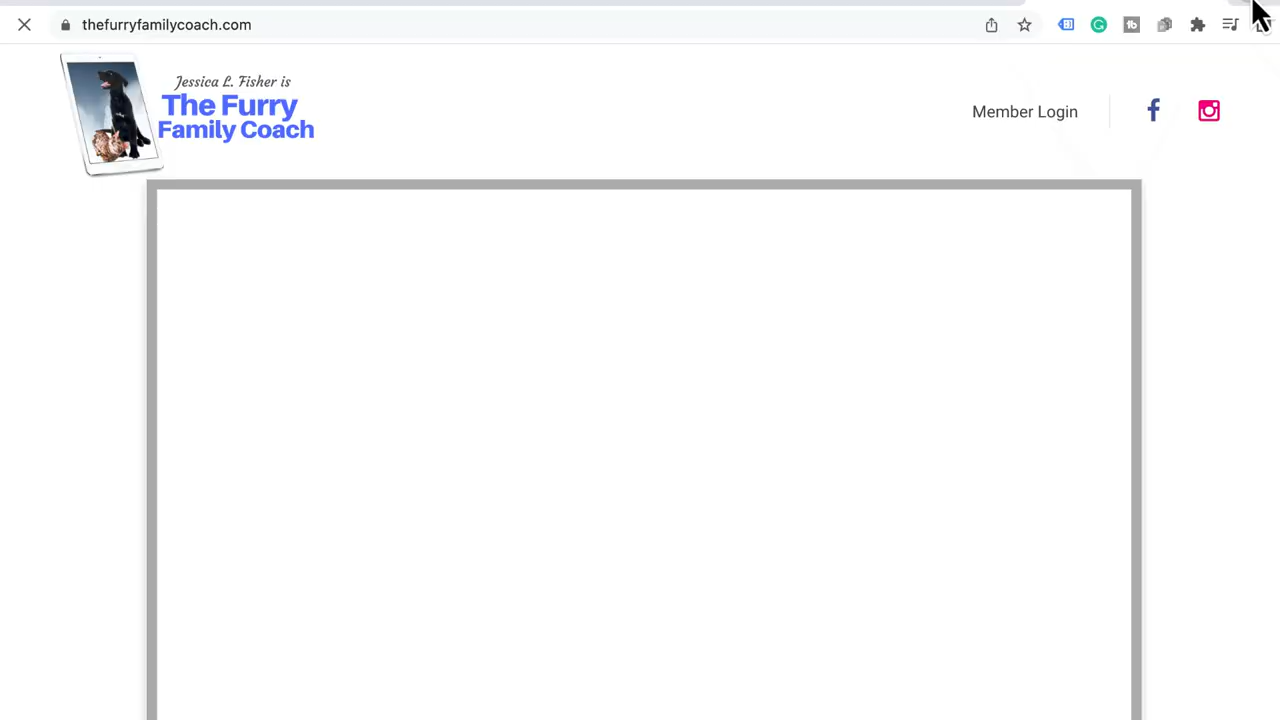 thefurryfamilycoach.com
Jessica L. Fisher is
The Furry
Family Coach
Member Login